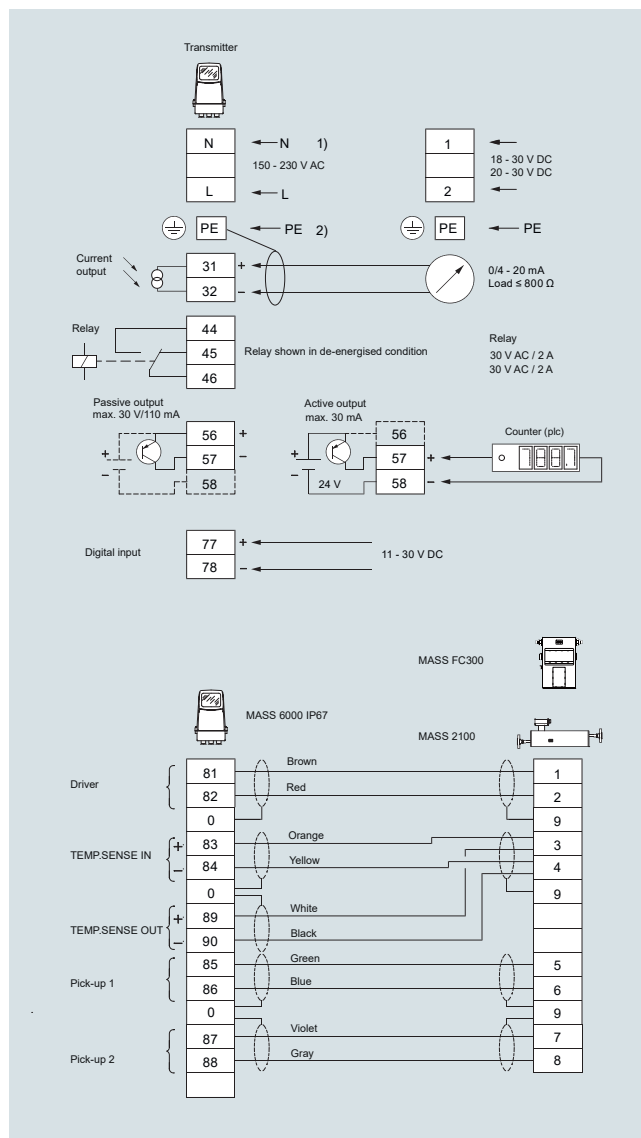 Transmitter
N ← N 1) 1 ←
150 - 230 V AC 18 - 30 V DC
20 - 30 V DC
L ← L 2 ←
PE ← PE 2) PE ← PE
Current
output
31 +
32 -
0/4 - 20 mA
Load ≤ 800 Ω
Relay
44
45
46
Relay shown in de-energised condition
Relay
30 V AC / 2 A
30 V AC / 2 A
Passive output
max. 30 V/110 mA
+
-
56 +
57 -
58
Active output
max. 30 mA
+
-
24 V
56
57 +
58 -
Counter (plc)
Digital input
77 +
78 -
11 - 30 V DC
MASS FC300
MASS 6000 IP67
MASS 2100
Driver
81 Brown 1
82 Red 2
0 9
TEMP.SENSE IN
+ 83 Orange 3
- 84 Yellow 4
0 9
TEMP.SENSE OUT
+ 89 White
- 90 Black
Pick-up 1
85 Green 5
86 Blue 6
0 9
Pick-up 2
87 Violet 7
88 Gray 8